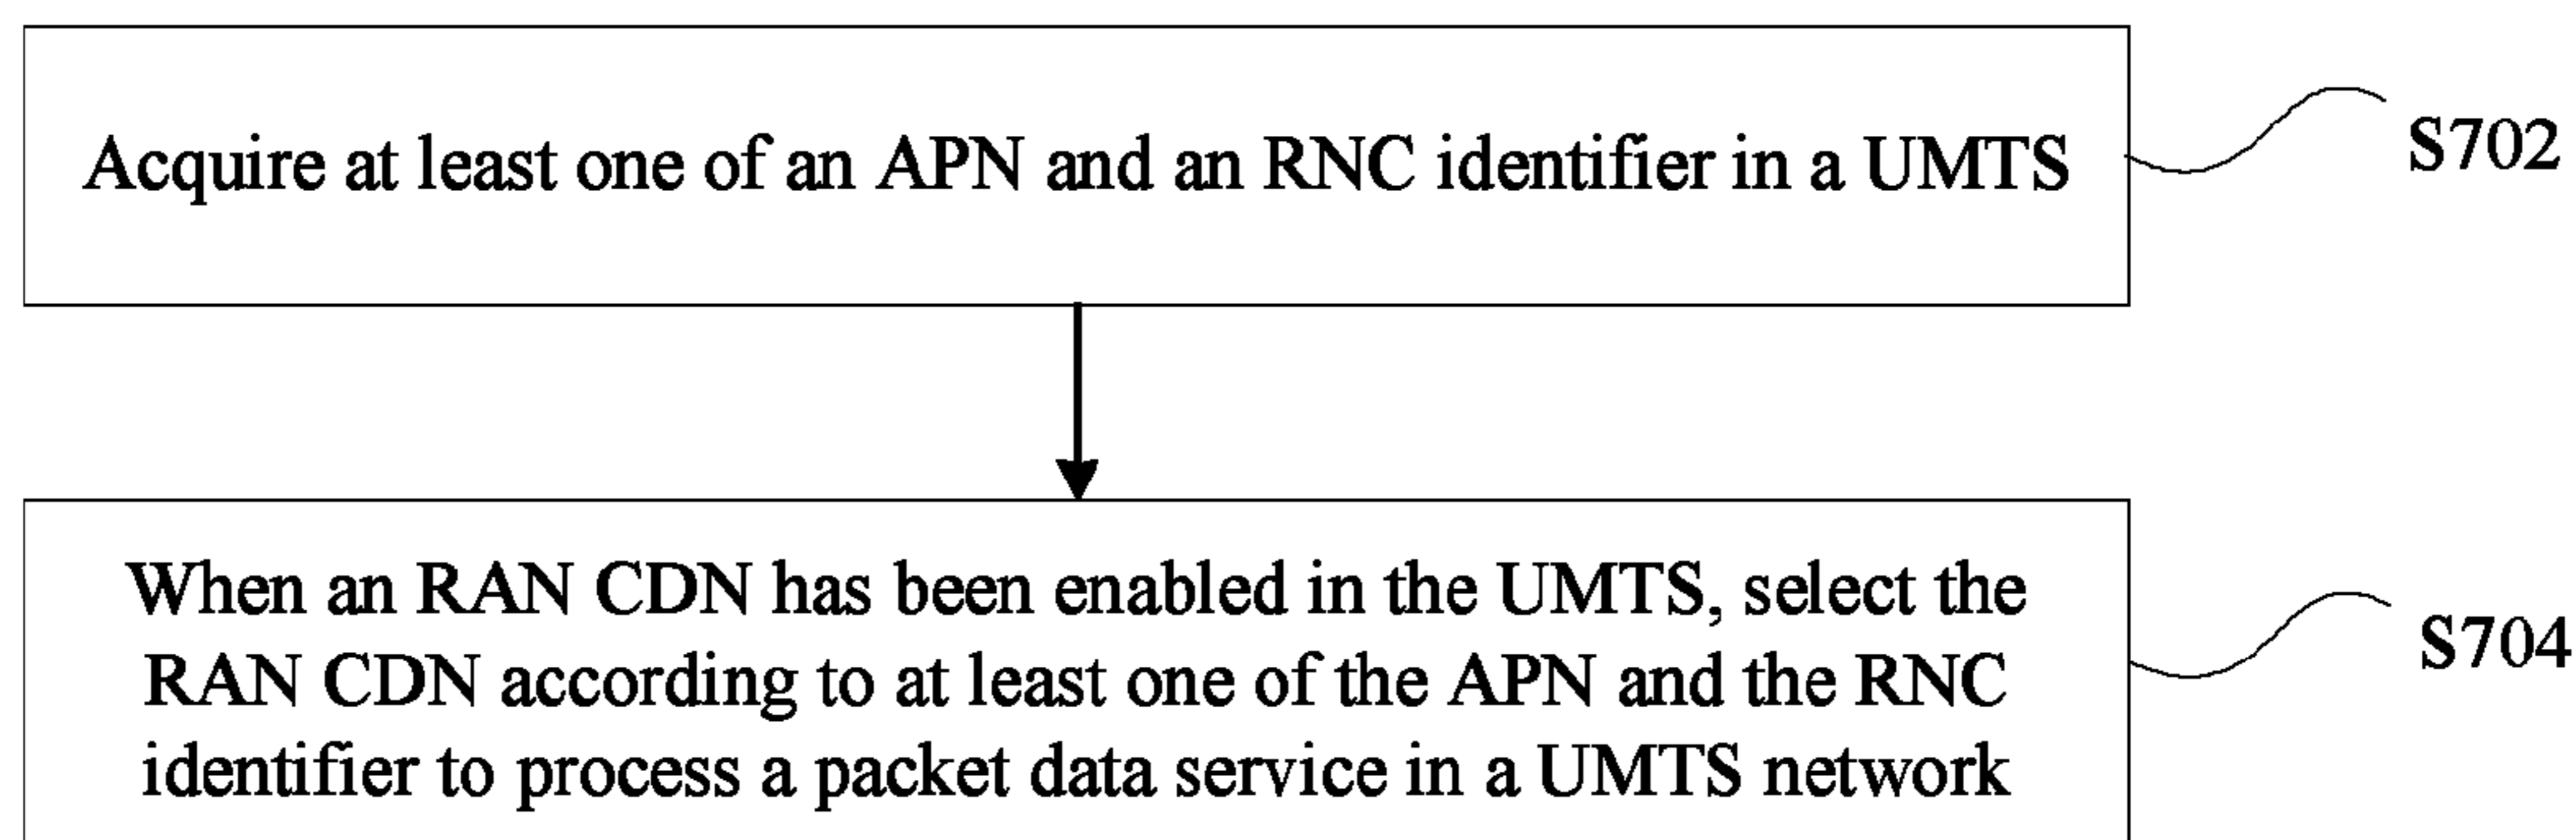 Acquire at least one of an APN and an RNC identifier in a UMTS
S702
When an RAN CDN has been enabled in the UMTS, select the
RAN CDN according to at least one of the APN and the RNC
identifier to process a packet data service in a UMTS network
S704